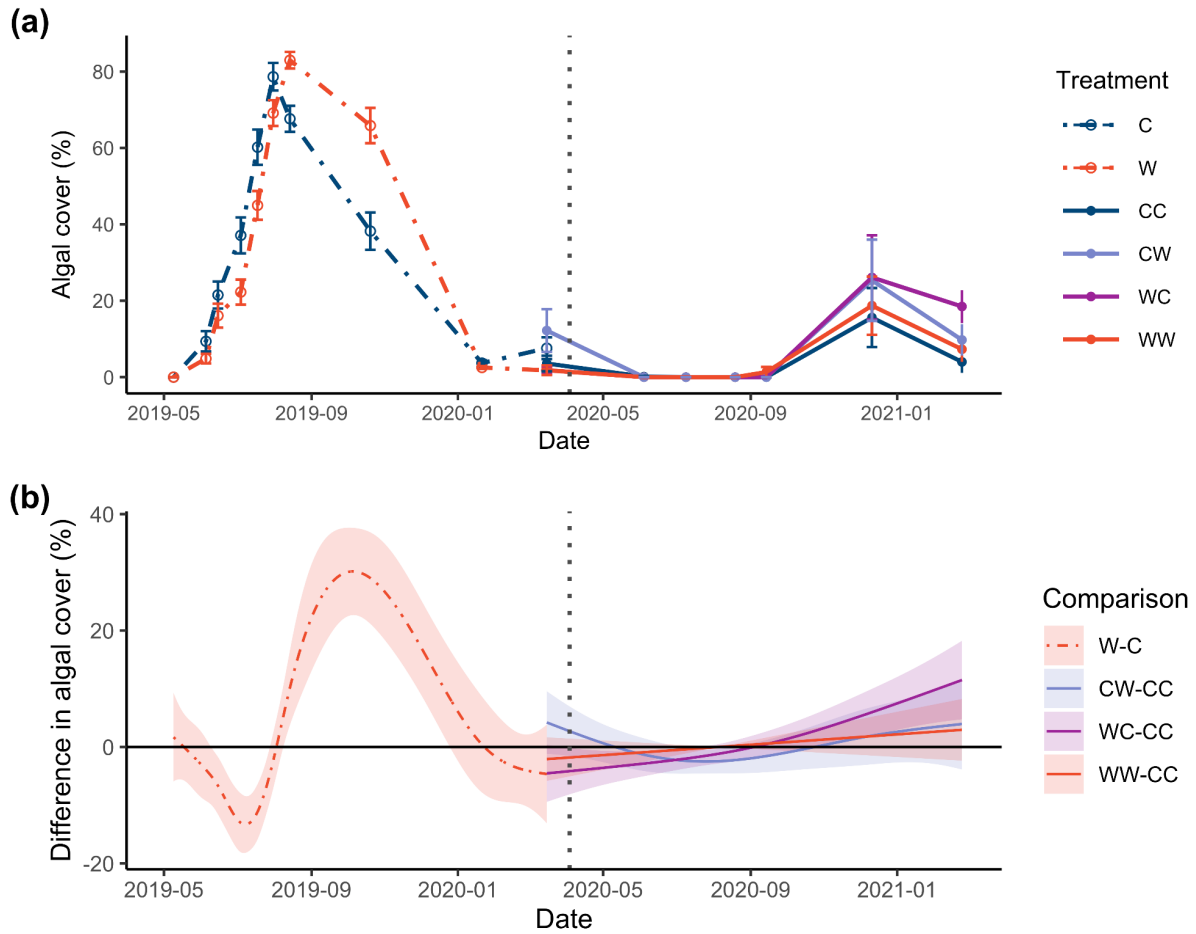 (a)
80
60
40
20
0
Algal cover (%)
2019-05
2019-09
2020-01
2020-05
2020-09
2021-01
Date
Treatment
C
W
CC
CW
WC
WW
(b)
40
20
0
-20
Difference in algal cover (%)
2019-05
2019-09
2020-01
2020-05
2020-09
2021-01
Date
Comparison
W-C
CW-CC
WC-CC
WW-CC